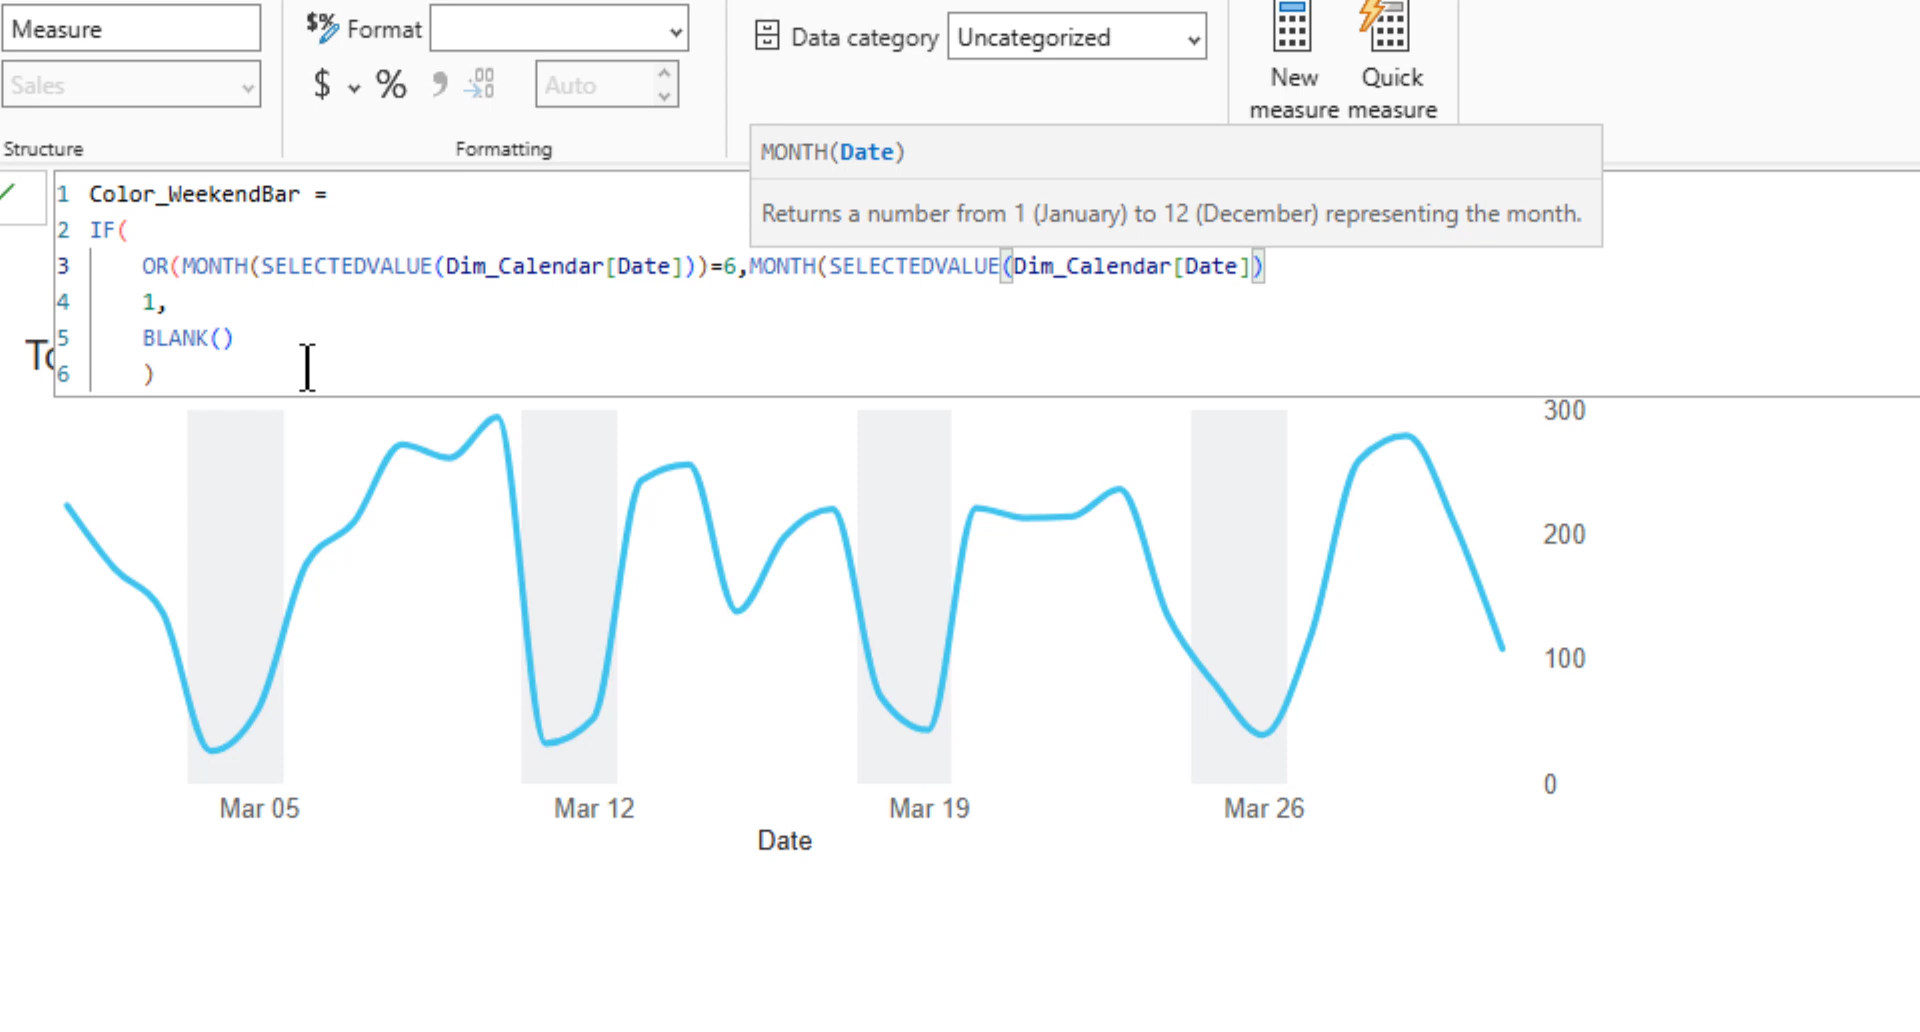 Measure
Format
Data category
Uncategorized
Sales
$
%
Auto
New measure
Quick measure
Structure
Formatting
MONTH(Date)
Returns a number from 1 (January) to 12 (December) representing the month.
1 Color_WeekendBar =
2 IF(
3 OR(MONTH(SELECTEDVALUE(Dim_Calendar[Date]))=6,MONTH(SELECTEDVALUE(Dim_Calendar[Date])
4 1,
5 BLANK()
6 )
300
200
100
0
Mar 05
Mar 12
Mar 19
Mar 26
Date